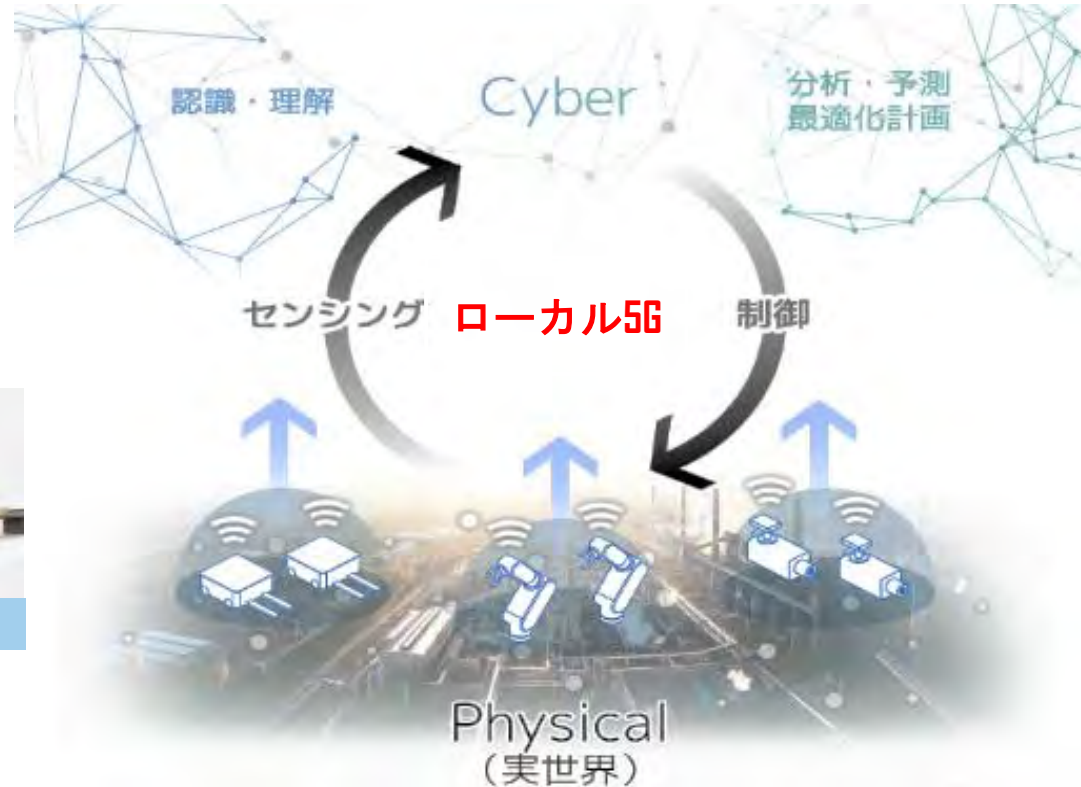 認識・理解
Cyber
分析・予測
最適化計画
センシング
ローカル5G
制御
Physical
（実世界）